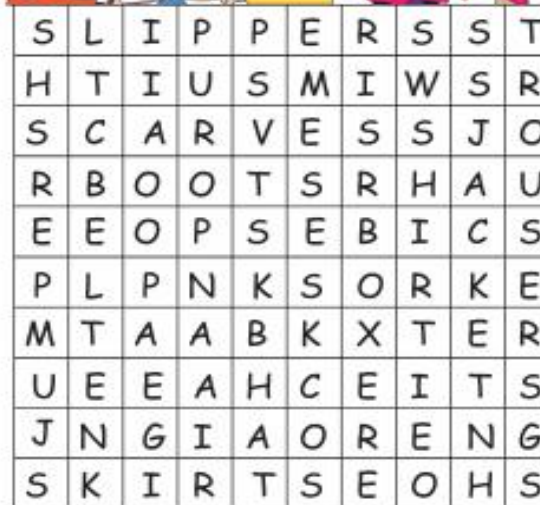 S L I P P E R S S T
H T I U S M I W S R
S C A R V E S S J O
R B O O T S R H A U
E E O P S E B I C S
P L P N K S O R K E
M T A A B K X T E R
U E E A H C E I T S
J N G I A O R E N G
S K I R T S E O H S